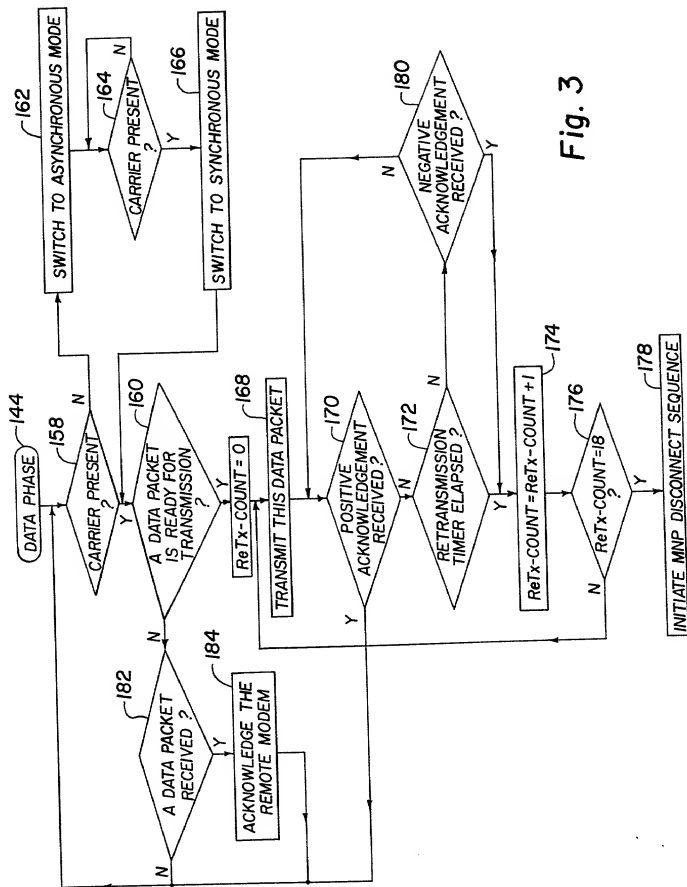 144
DATA PHASE
158
CARRIER PRESENT
?
N
Y
162
SWITCH TO ASYNCHRONOUS MODE
164
CARRIER PRESENT
?
N
Y
166
SWITCH TO SYNCHRONOUS MODE
160
A DATA PACKET
IS READY FOR
TRANSMISSION
?
N
Y
182
A DATA PACKET
RECEIVED ?
N
Y
184
ACKNOWLEDGE THE
REMOTE MODEM
ReTx-COUNT = 0
168
TRANSMIT THIS DATA PACKET
170
POSITIVE
ACKNOWLEDGEMENT
RECEIVED ?
Y
N
172
RETRANSMISSION
TIMER ELAPSED ?
N
Y
180
NEGATIVE
ACKNOWLEDGEMENT
RECEIVED ?
N
Y
174
ReTx-COUNT=ReTx-COUNT +1
176
ReTx-COUNT=18
?
N
Y
178
INITIATE MNP DISCONNECT SEQUENCE
Fig. 3